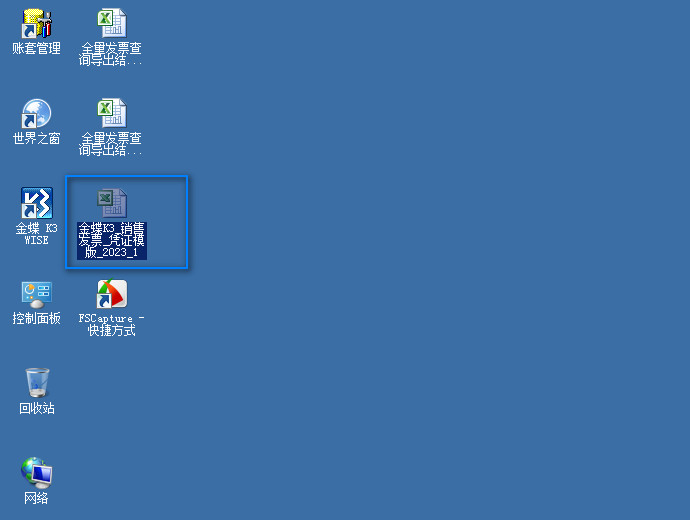 账套管理
全量发票查
询导出结...
世界之窗
全量发票查
询导出结...
金蝶 K3
WISE
金蝶K3_销售
发票_凭证模
版_2023_1
控制面板
FSCapture -
快捷方式
回收站
网络